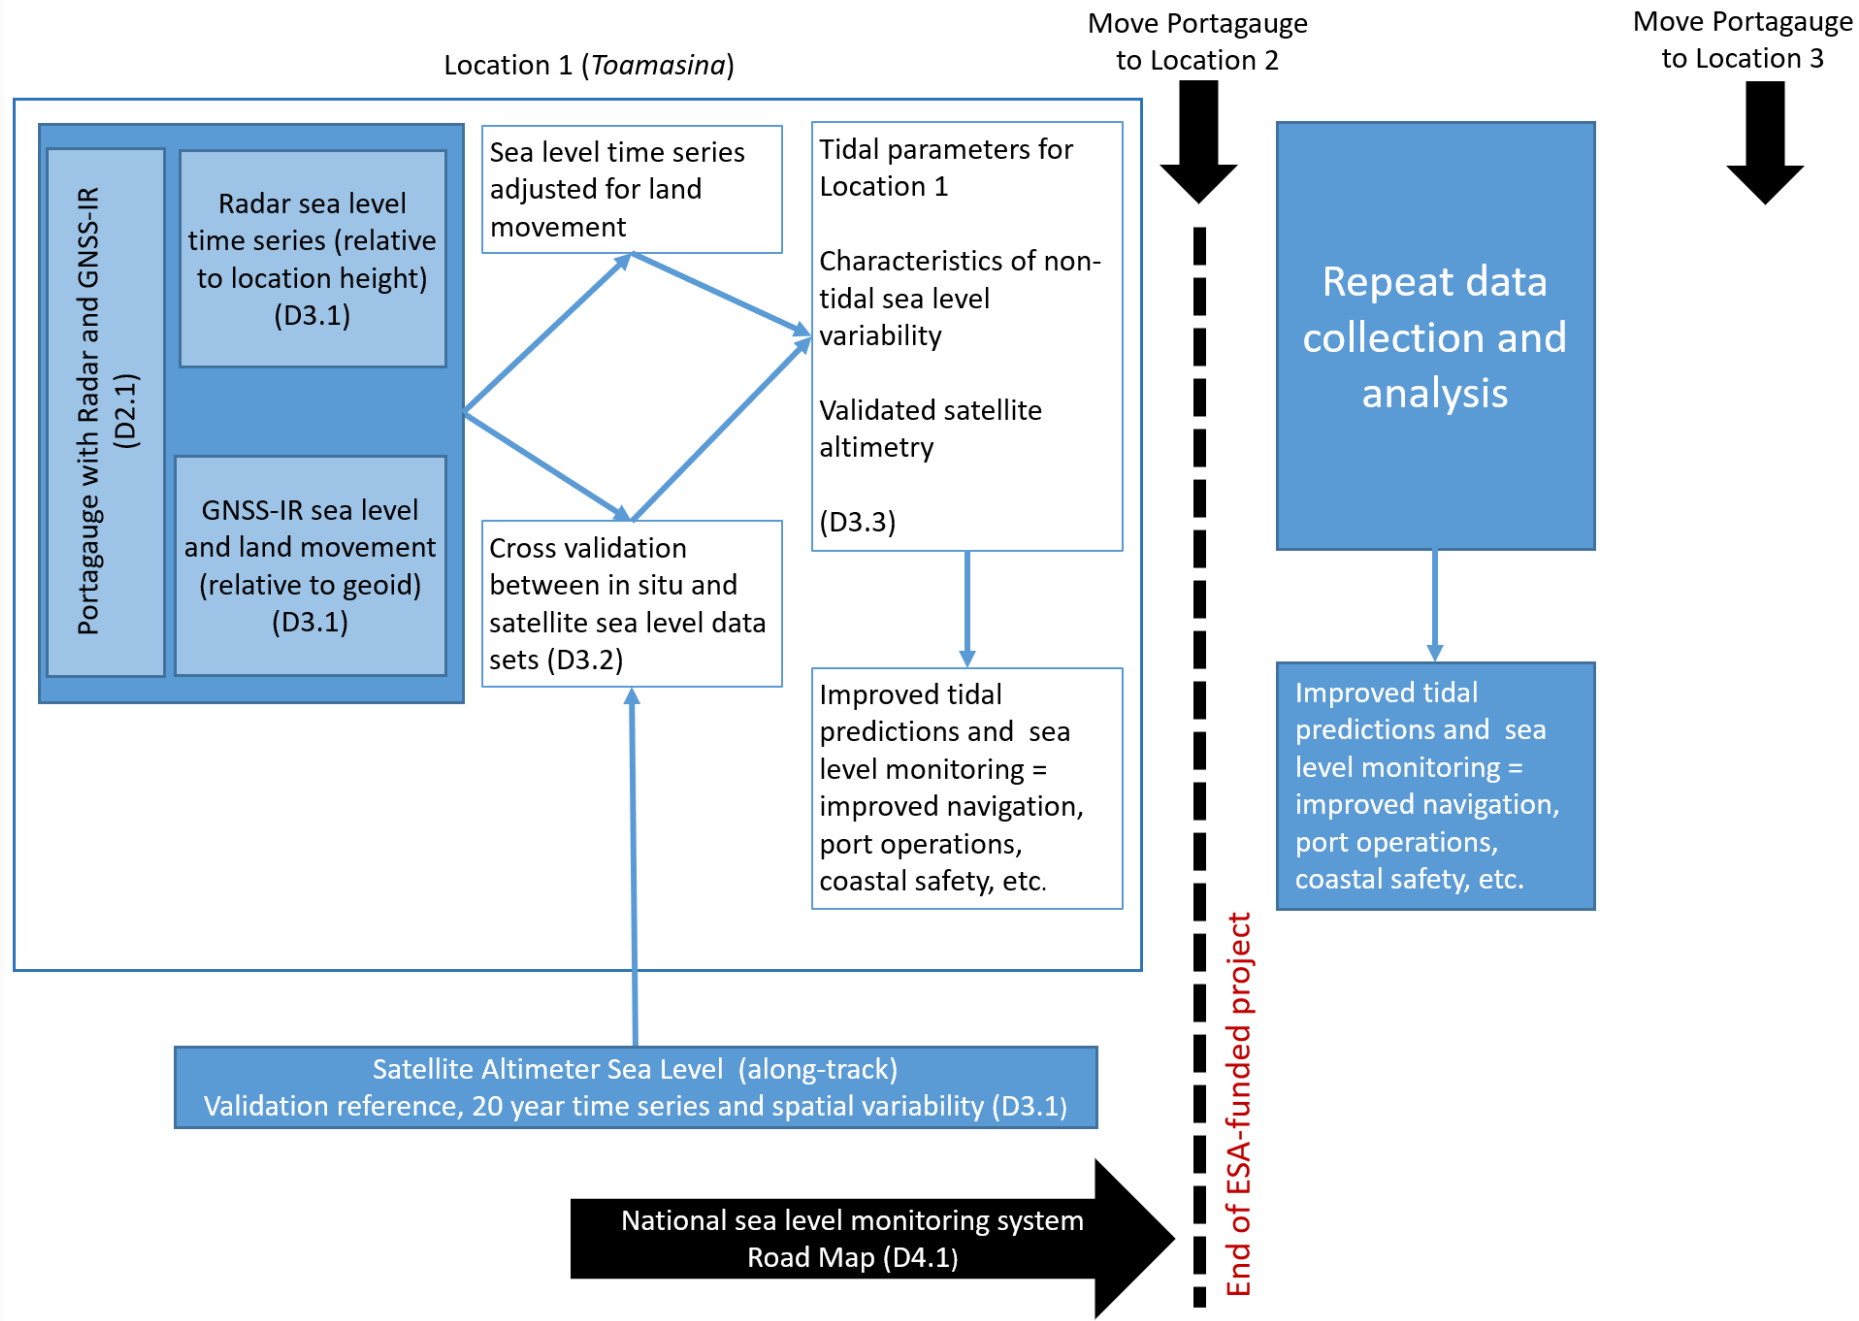 Move Portagauge
to Location 2
Move Portagauge
to Location 3
Location 1 (Toamasina)
Portagauge with Radar and GNSS-IR
(D2.1)
Radar sea level
time series (relative
to location height)
(D3.1)
GNSS-IR sea level
and land movement
(relative to geoid)
(D3.1)
Sea level time series
adjusted for land
movement
Cross validation
between in situ and
satellite sea level data
sets (D3.2)
Tidal parameters for
Location 1
Characteristics of non-
tidal sea level
variability
Validated satellite
altimetry
(D3.3)
Improved tidal
predictions and  sea
level monitoring =
improved navigation,
port operations,
coastal safety, etc.
Repeat data
collection and
analysis
Improved tidal
predictions and  sea
level monitoring =
improved navigation,
port operations,
coastal safety, etc.
Satellite Altimeter Sea Level  (along-track)
Validation reference, 20 year time series and spatial variability (D3.1)
National sea level monitoring system
Road Map (D4.1)
End of ESA-funded project